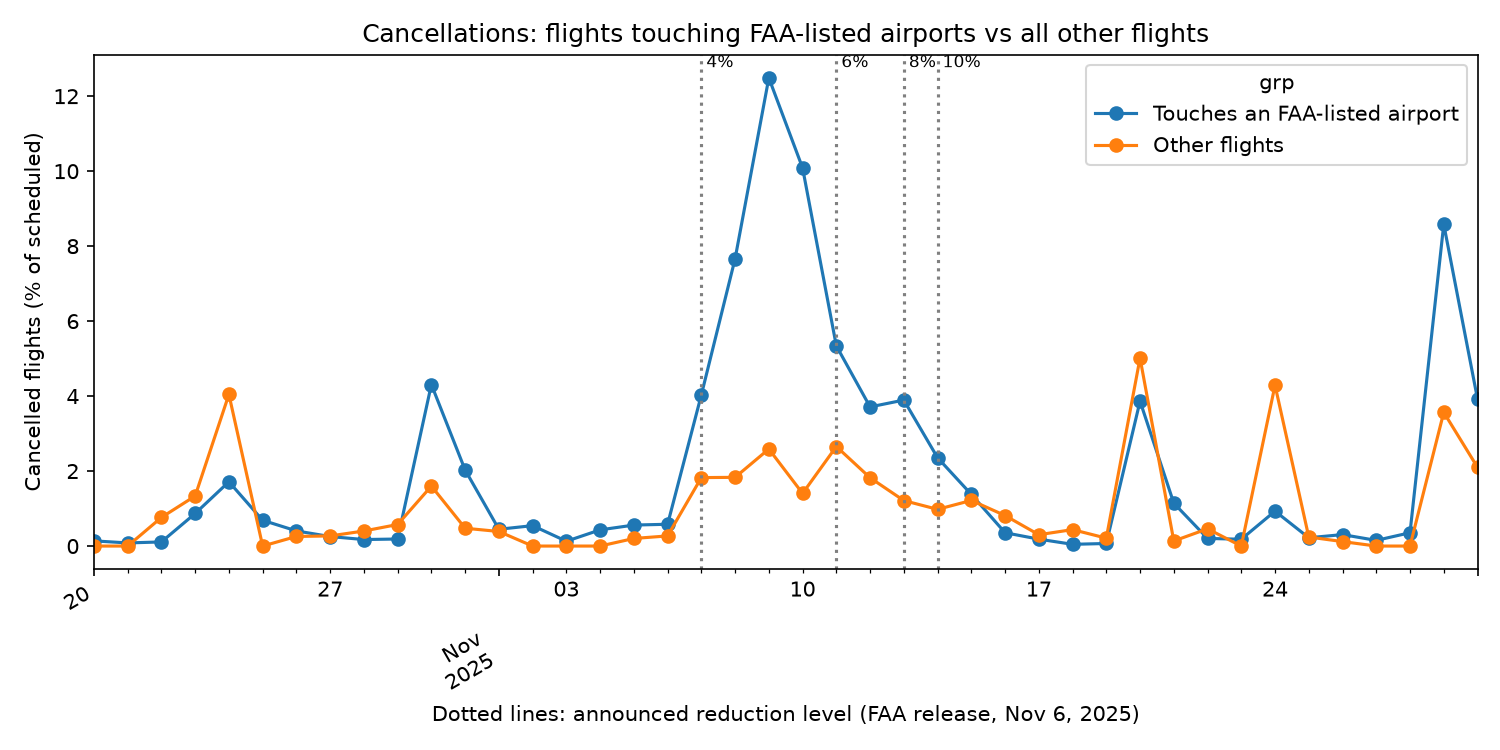 Cancellations: flights touching FAA-listed airports vs all other flights
4% 6% 8% 10%
grp
Touches an FAA-listed airport
Other flights
Cancelled flights (% of scheduled)
12
10
8
6
4
2
0
20 27 03 10 17 24
Nov
2025
Dotted lines: announced reduction level (FAA release, Nov 6, 2025)